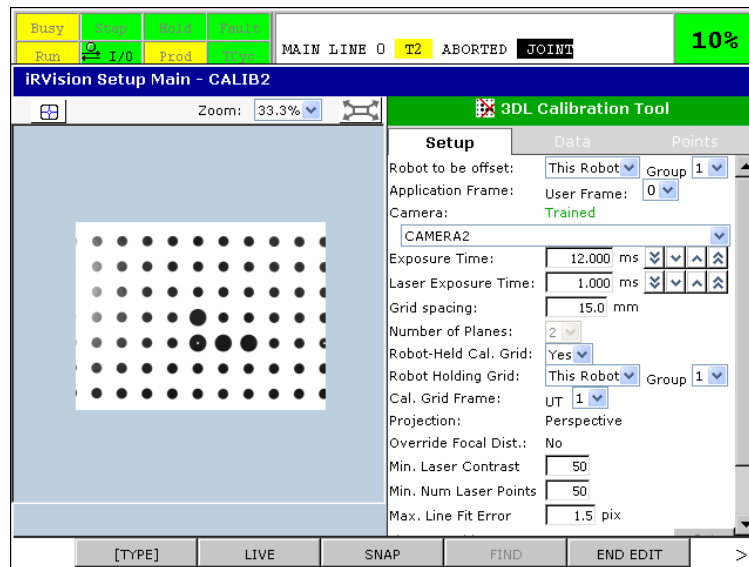 Busy Step Hold Fault
Run I/O Prod TCyc
MAIN LINE 0 T2 ABORTED JOINT
10%
iRVision Setup Main - CALIB2
Zoom: 33.3%
3DL Calibration Tool
Setup Data Points
Robot to be offset: This Robot Group 1
Application Frame: User Frame: 0
Camera: Trained
CAMERA2
Exposure Time: 12.000 ms
Laser Exposure Time: 1.000 ms
Grid spacing: 15.0 mm
Number of Planes: 2
Robot-Held Cal. Grid: Yes
Robot Holding Grid: This Robot Group 1
Cal. Grid Frame: UT 1
Projection: Perspective
Override Focal Dist.: No
Min. Laser Contrast 50
Min. Num Laser Points 50
Max. Line Fit Error 1.5 pix
[TYPE] LIVE SNAP FIND END EDIT >